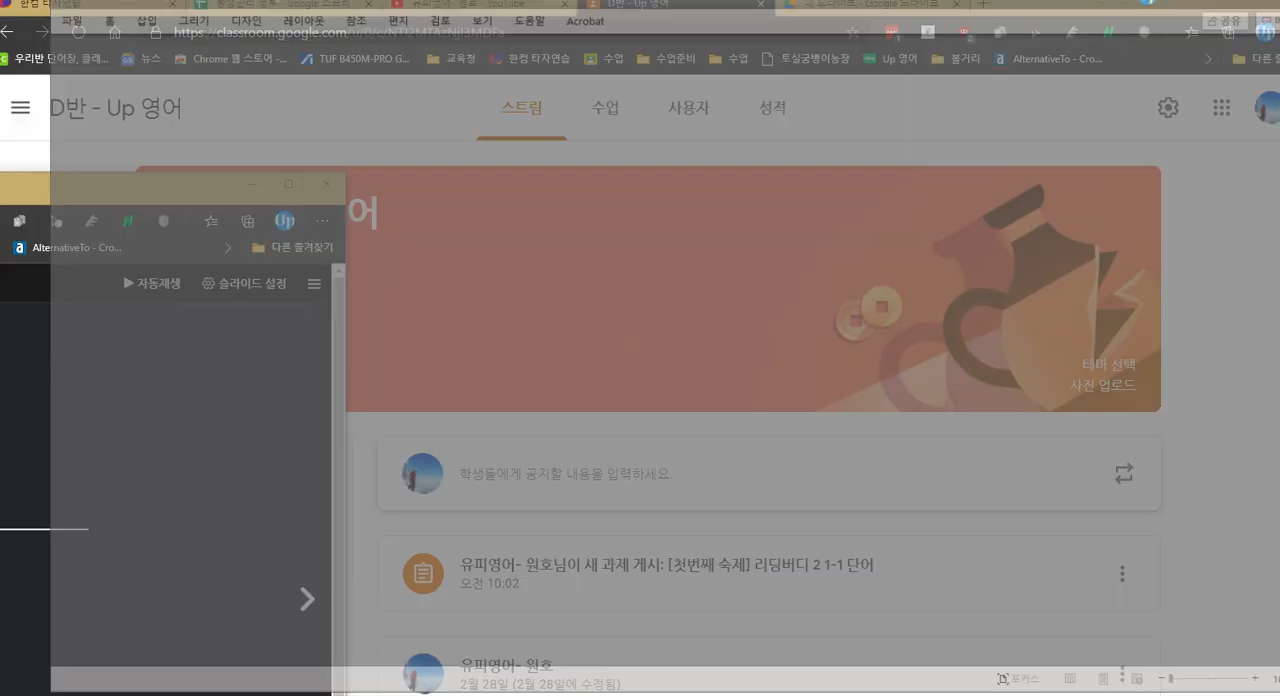 파일 홈 삽입 그리기 디자인 레이아웃 참조 편지 검토 보기 도움말 Acrobat
공유
https://classroom.google.com
우리반 단어장, 클래... 뉴스 Chrome 웹 스토어 -... TUF B450M-PRO G... 교육청 한컴 타자연습 수업 수업준비 수업 토실궁뱅이농장 Up 영어 볼거리 AlternativeTo - Cro...
D반 - Up 영어 스트림 수업 사용자 성적
어
AlternativeTo - Cro... 다른 즐겨찾기
자동재생 슬라이드 설정
테마 선택
사진 업로드
학생들에게 공지할 내용을 입력하세요.
유피영어- 원호님이 새 과제 게시: [첫번째 숙제] 리딩버디 2 1-1 단어
오전 10:02
유피영어- 원호
2월 28일 (2월 28일에 수정됨)
포커스